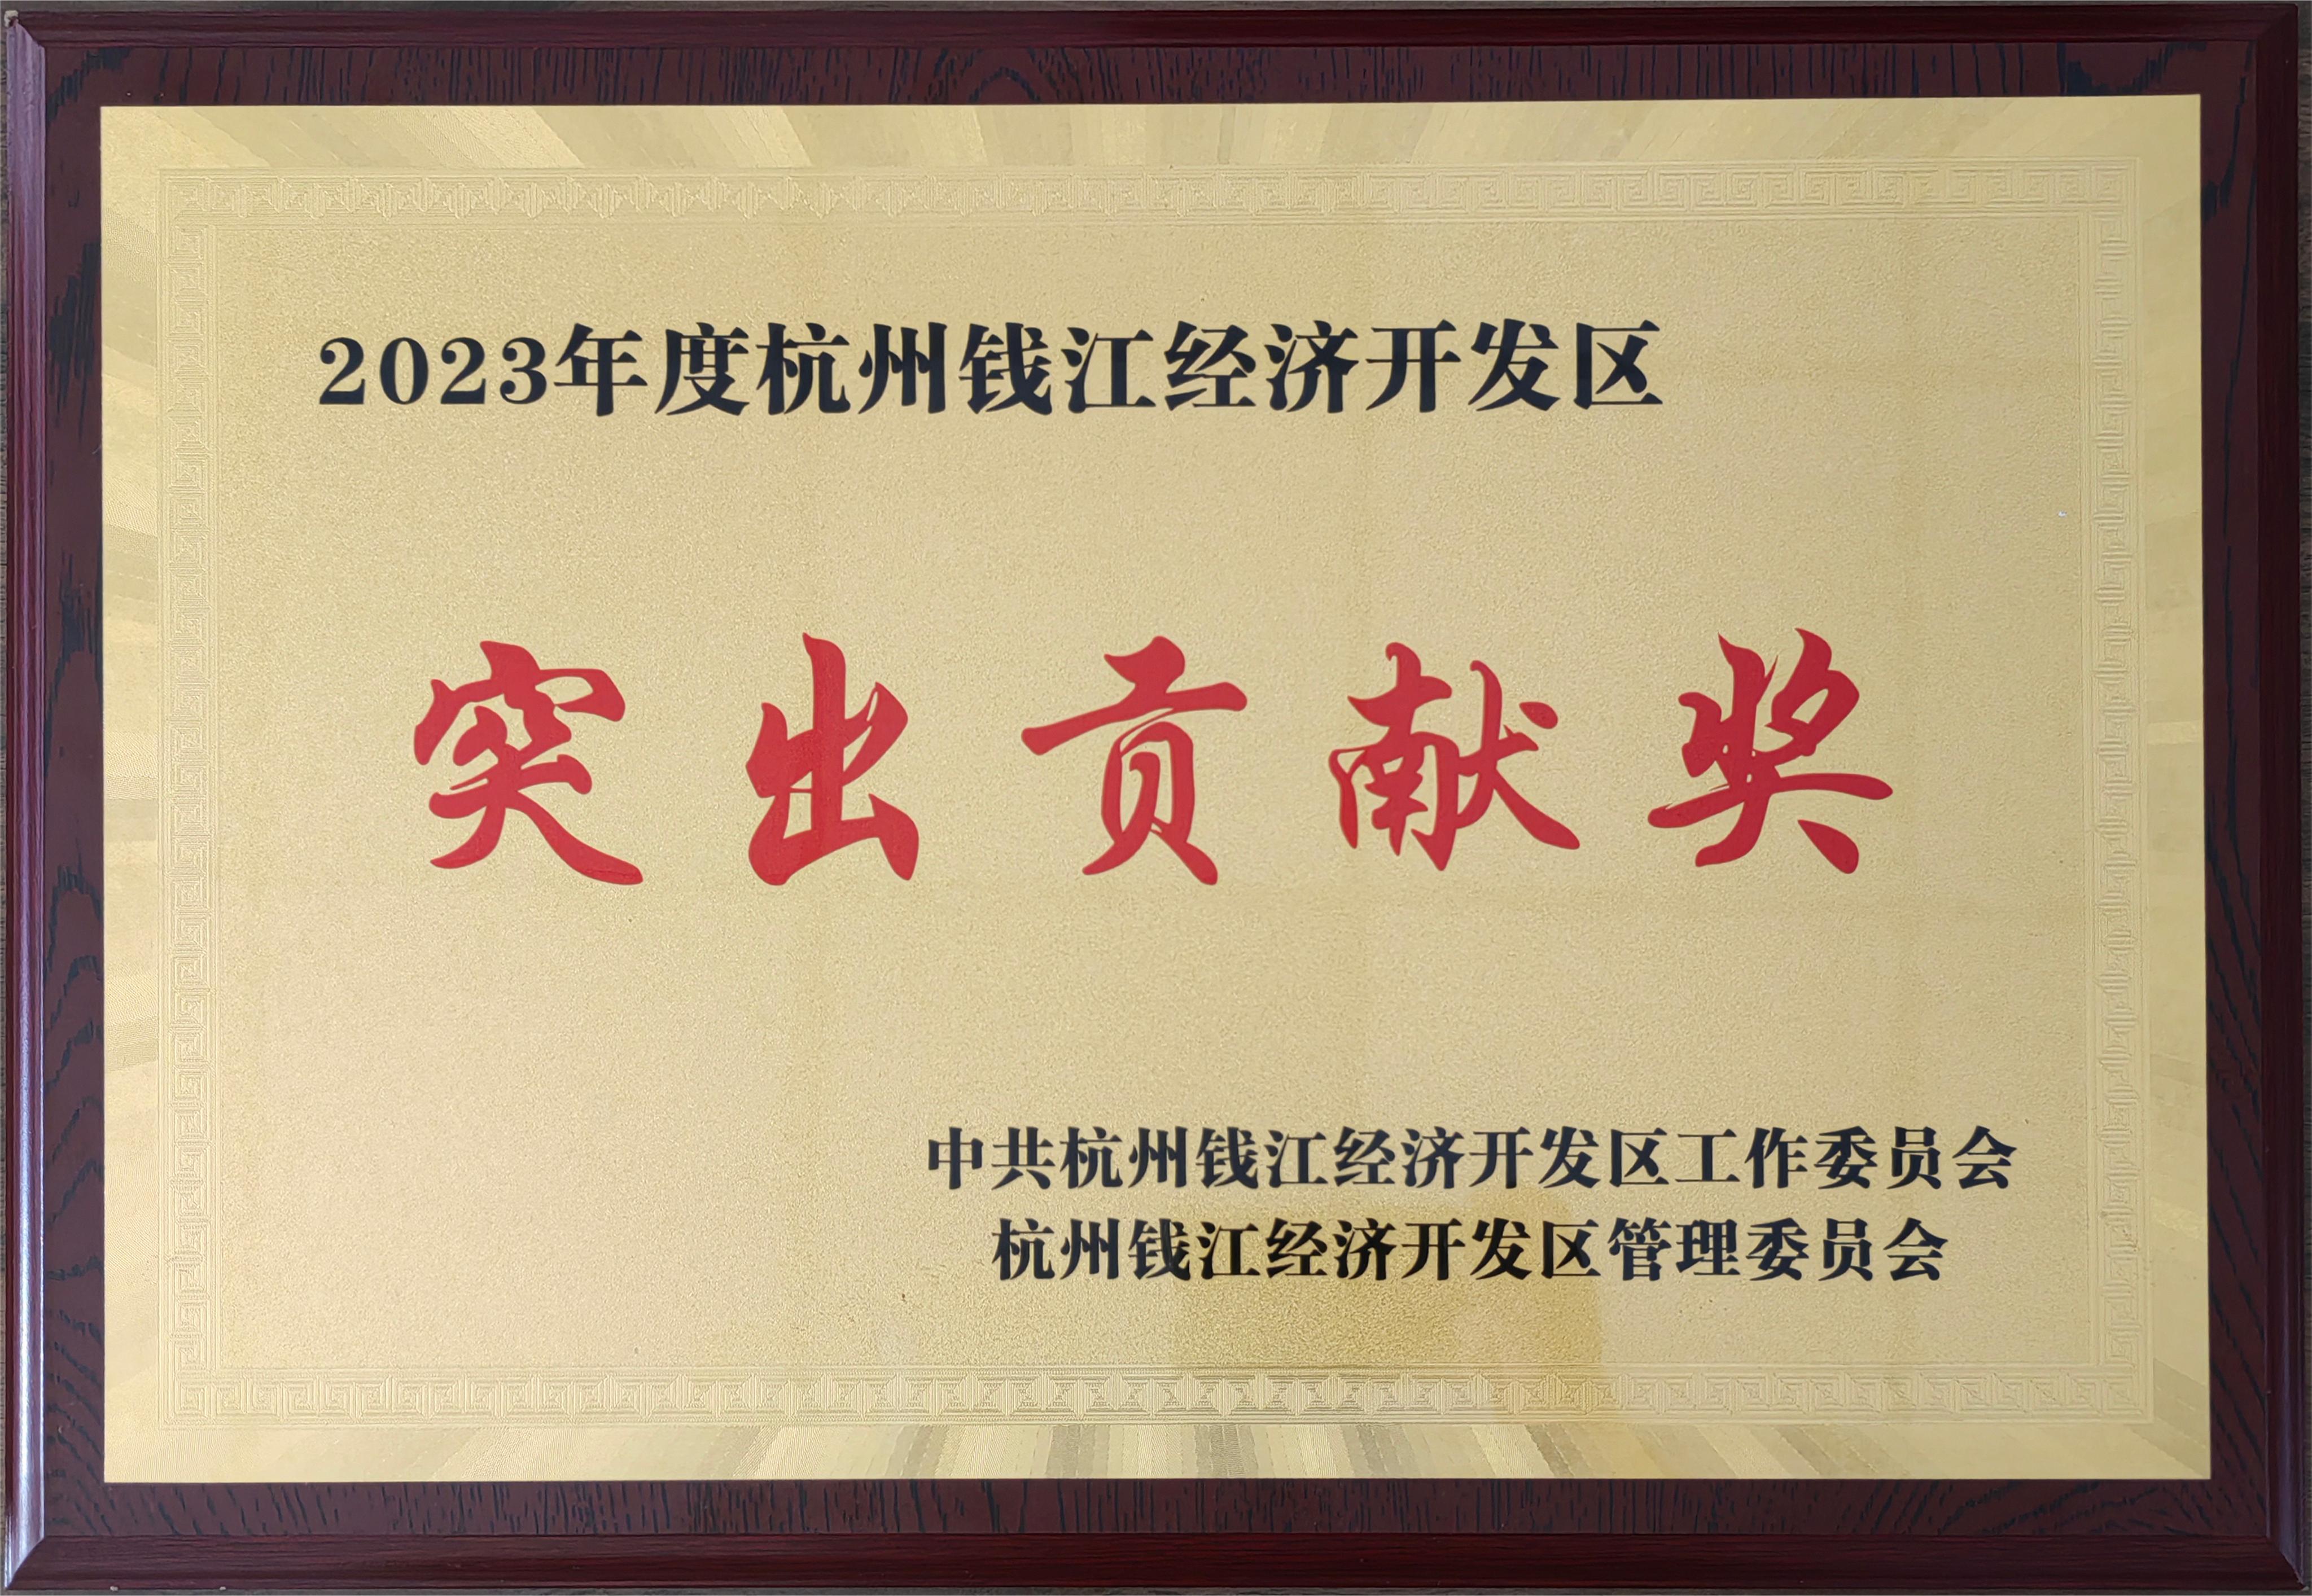 2023年度杭州钱江经济开发区
突出贡献奖
中共杭州钱江经济开发区工作委员会
杭州钱江经济开发区管理委员会